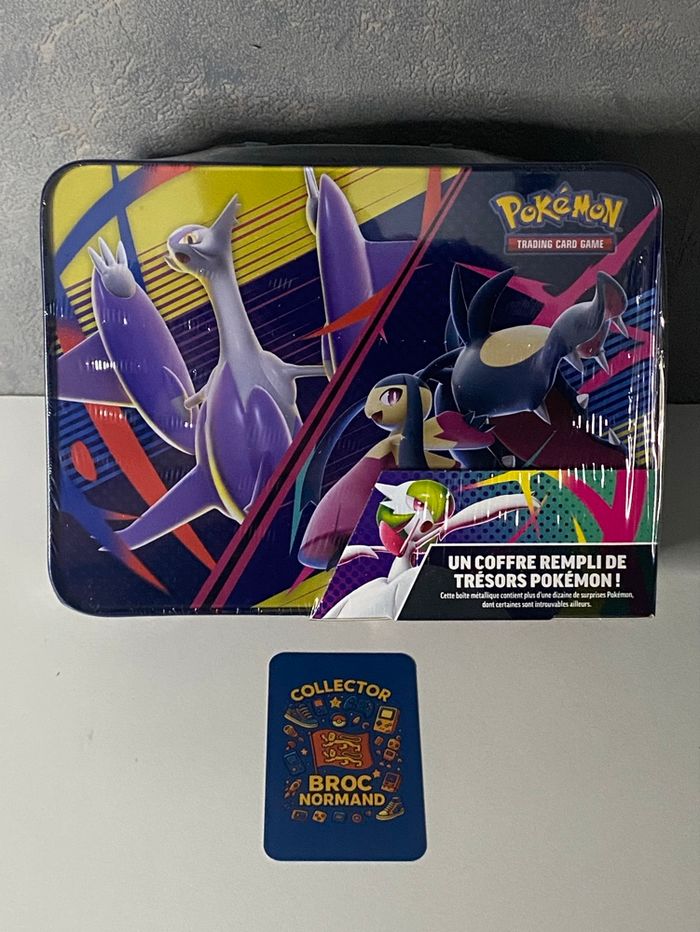 POKÉMON
TRADING CARD GAME
UN COFFRE REMPLI DE
TRÉSORS POKÉMON !
Cette boîte métallique contient plus d'une dizaine de surprises Pokémon,
dont certaines sont introuvables ailleurs.
COLLECTOR
BROC
NORMAND